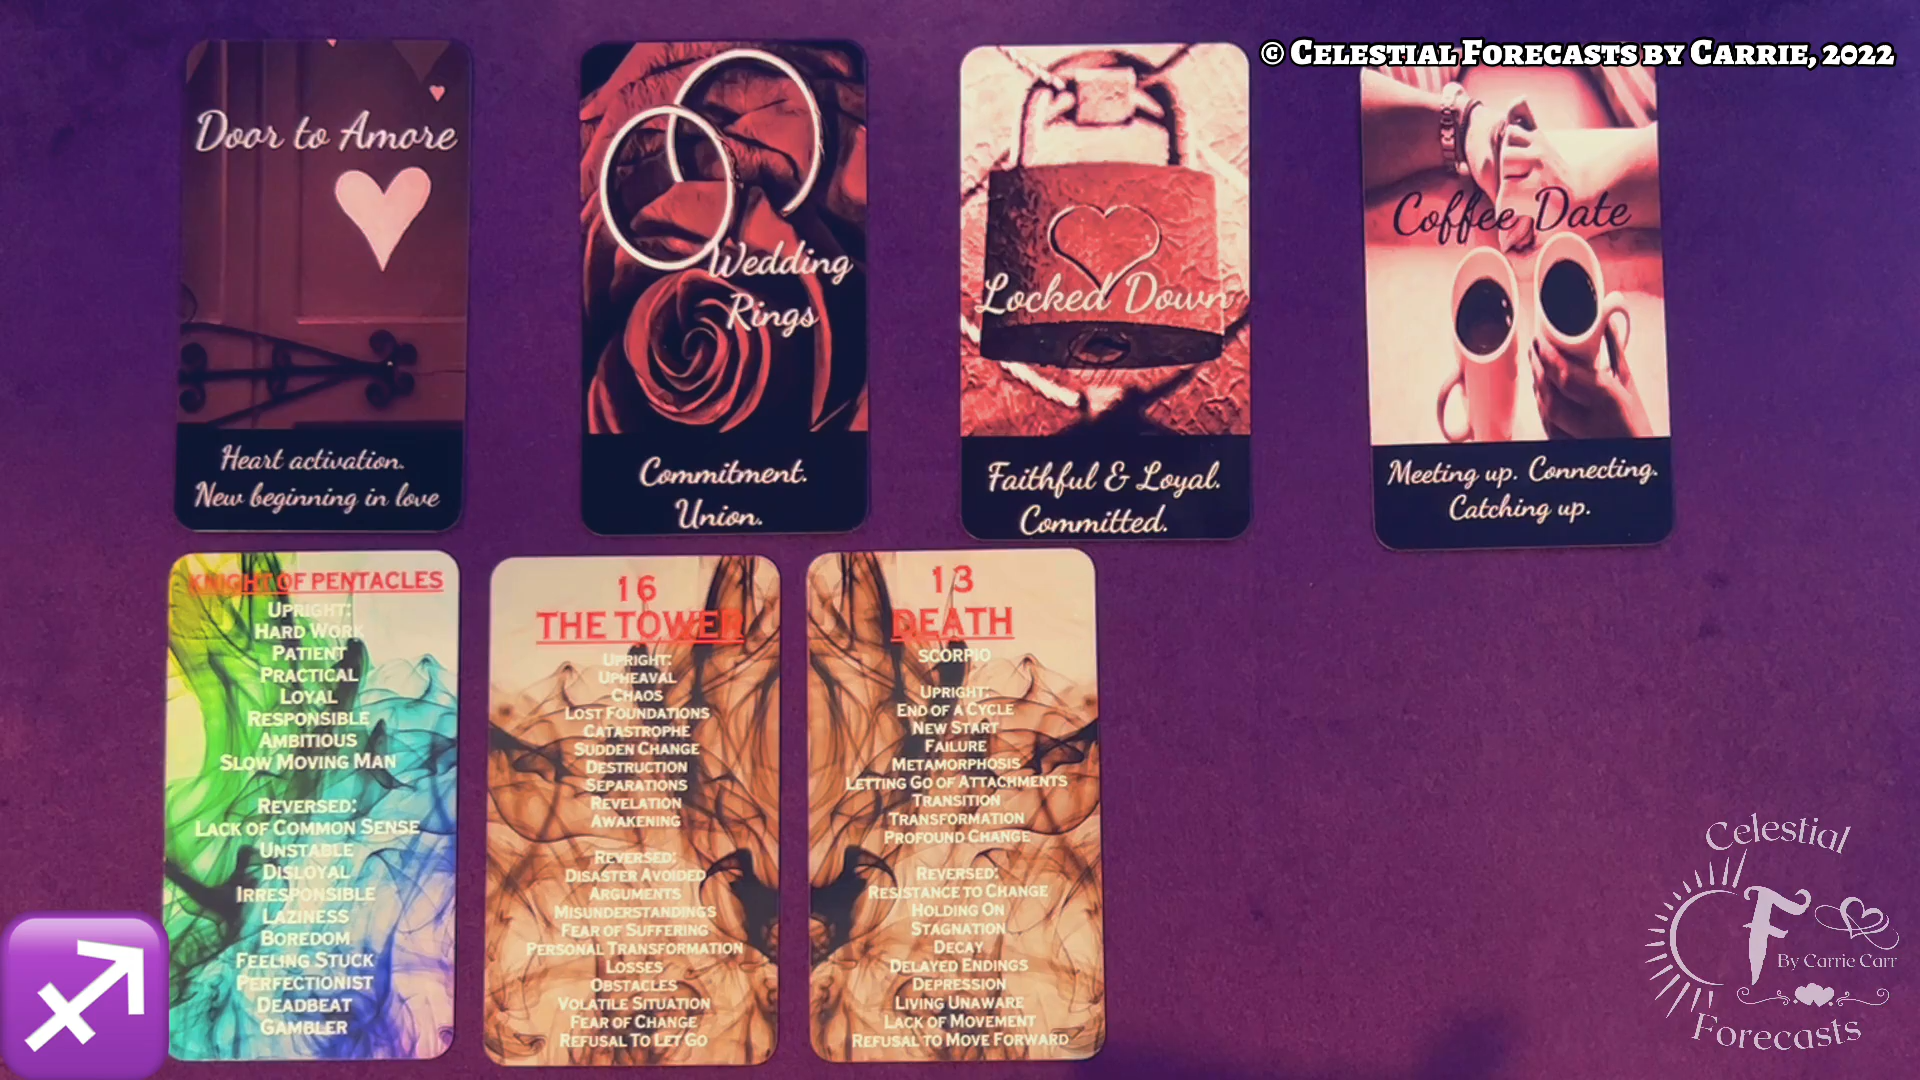 © Celestial Forecasts by Carrie, 2022
Door to Amore
Heart activation.
New beginning in love
Wedding
Rings
Commitment.
Union.
Locked Down
Faithful & Loyal.
Committed.
Coffee Date
Meeting up. Connecting.
Catching up.
KNIGHT OF PENTACLES
UPRIGHT:
HARD WORK
PATIENT
PRACTICAL
LOYAL
RESPONSIBLE
AMBITIOUS
SLOW MOVING MAN
REVERSED:
LACK OF COMMON SENSE
UNSTABLE
DISLOYAL
IRRESPONSIBLE
LAZINESS
BOREDOM
FEELING STUCK
PERFECTIONIST
DEADBEAT
GAMBLER
16
THE TOWER
UPRIGHT:
UPHEAVAL
CHAOS
LOST FOUNDATIONS
CATASTROPHE
SUDDEN CHANGE
DESTRUCTION
SEPARATIONS
REVELATION
AWAKENING
REVERSED:
DISASTER AVOIDED
ARGUMENTS
MISUNDERSTANDINGS
FEAR OF SUFFERING
PERSONAL TRANSFORMATION
LOSSES
OBSTACLES
VOLATILE SITUATION
FEAR OF CHANGE
REFUSAL TO LET GO
13
DEATH
SCORPIO
UPRIGHT:
END OF A CYCLE
NEW START
FAILURE
METAMORPHOSIS
LETTING GO OF ATTACHMENTS
TRANSITION
TRANSFORMATION
PROFOUND CHANGE
REVERSED:
RESISTANCE TO CHANGE
HOLDING ON
STAGNATION
DECAY
DELAYED ENDINGS
DEPRESSION
LIVING UNAWARE
LACK OF MOVEMENT
REFUSAL TO MOVE FORWARD
Celestial
F
By Carrie Carr
Forecasts